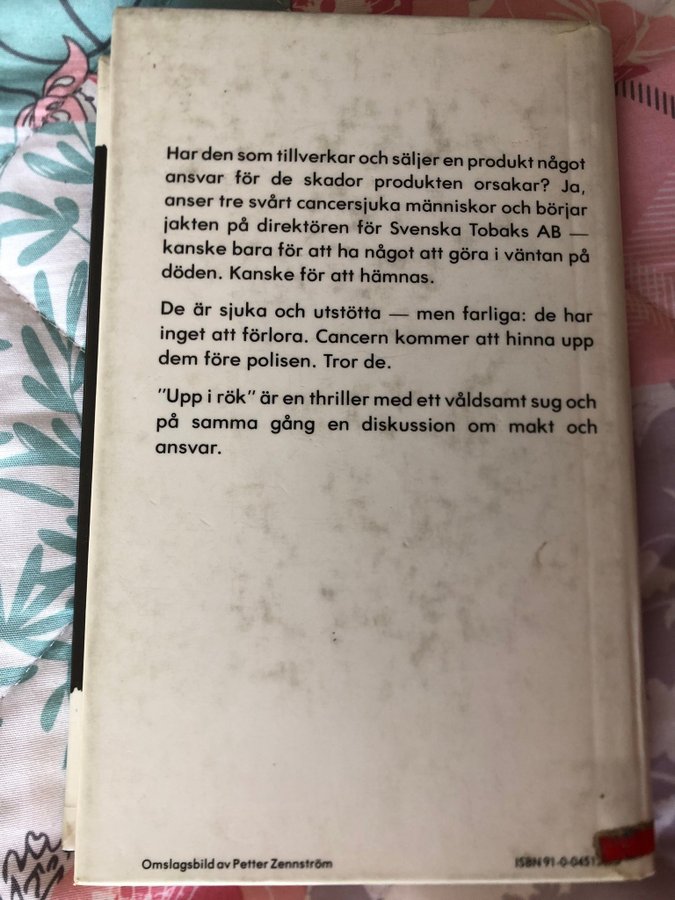 Har den som tillverkar och säljer en produkt något
ansvar för de skador produkten orsakar? Ja,
anser tre svårt cancersjuka människor och börjar
jakten på direktören för Svenska Tobaks AB —
kanske bara för att ha något att göra i väntan på
döden. Kanske för att hämnas.
De är sjuka och utstötta — men farliga: de har
inget att förlora. Cancern kommer att hinna upp
dem före polisen. Tror de.
"Upp i rök" är en thriller med ett våldsamt sug och
på samma gång en diskussion om makt och
ansvar.
Omslagsbild av Petter Zennström
ISBN